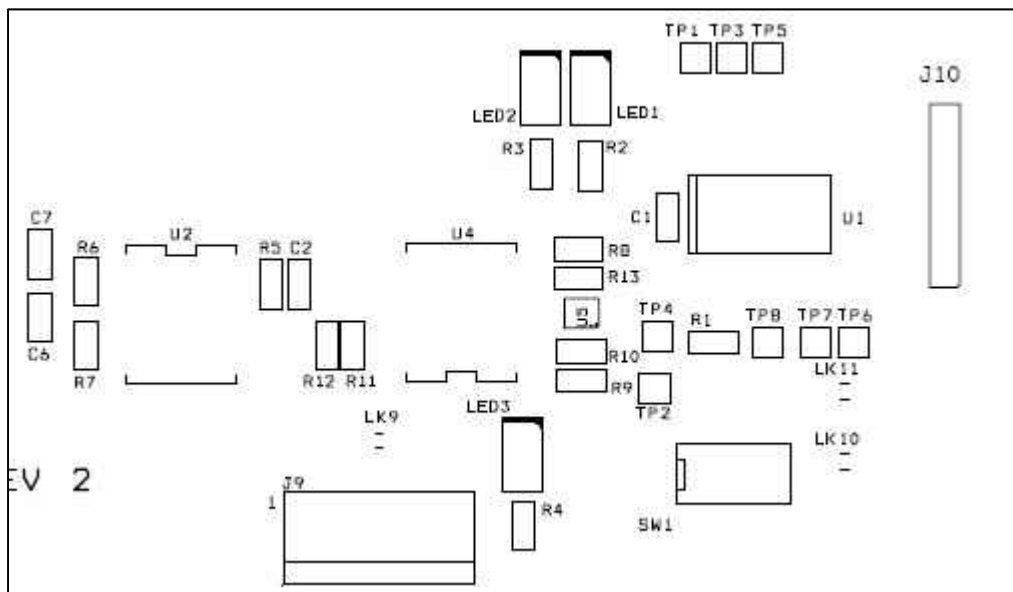 TP1 TP3 TP5
J10
LED2
LED1
R3
R2
C7
C1
U1
U2
U4
R6
R5 C2
R8
R13
U5
TP4
R1
TP8
TP7 TP6
C6
R10
R7
R12 R11
R9
LK11
LED3
TP2
LK9
LK10
EV 2
J9
1
R4
SW1